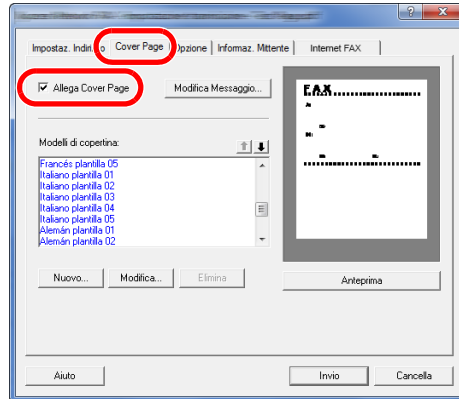 Impostaz. Indiri o Cover Page Opzione Informaz. Mittente Internet FAX
Allega Cover Page Modifica Messaggio...
FAX
Modelli di copertina:
Francés plantilla 05
Italiano plantilla 01
Italiano plantilla 02
Italiano plantilla 03
Italiano plantilla 04
Italiano plantilla 05
Alemán plantilla 01
Alemán plantilla 02
Nuovo... Modifica... Elimina Anteprima
Aiuto Invio Cancella